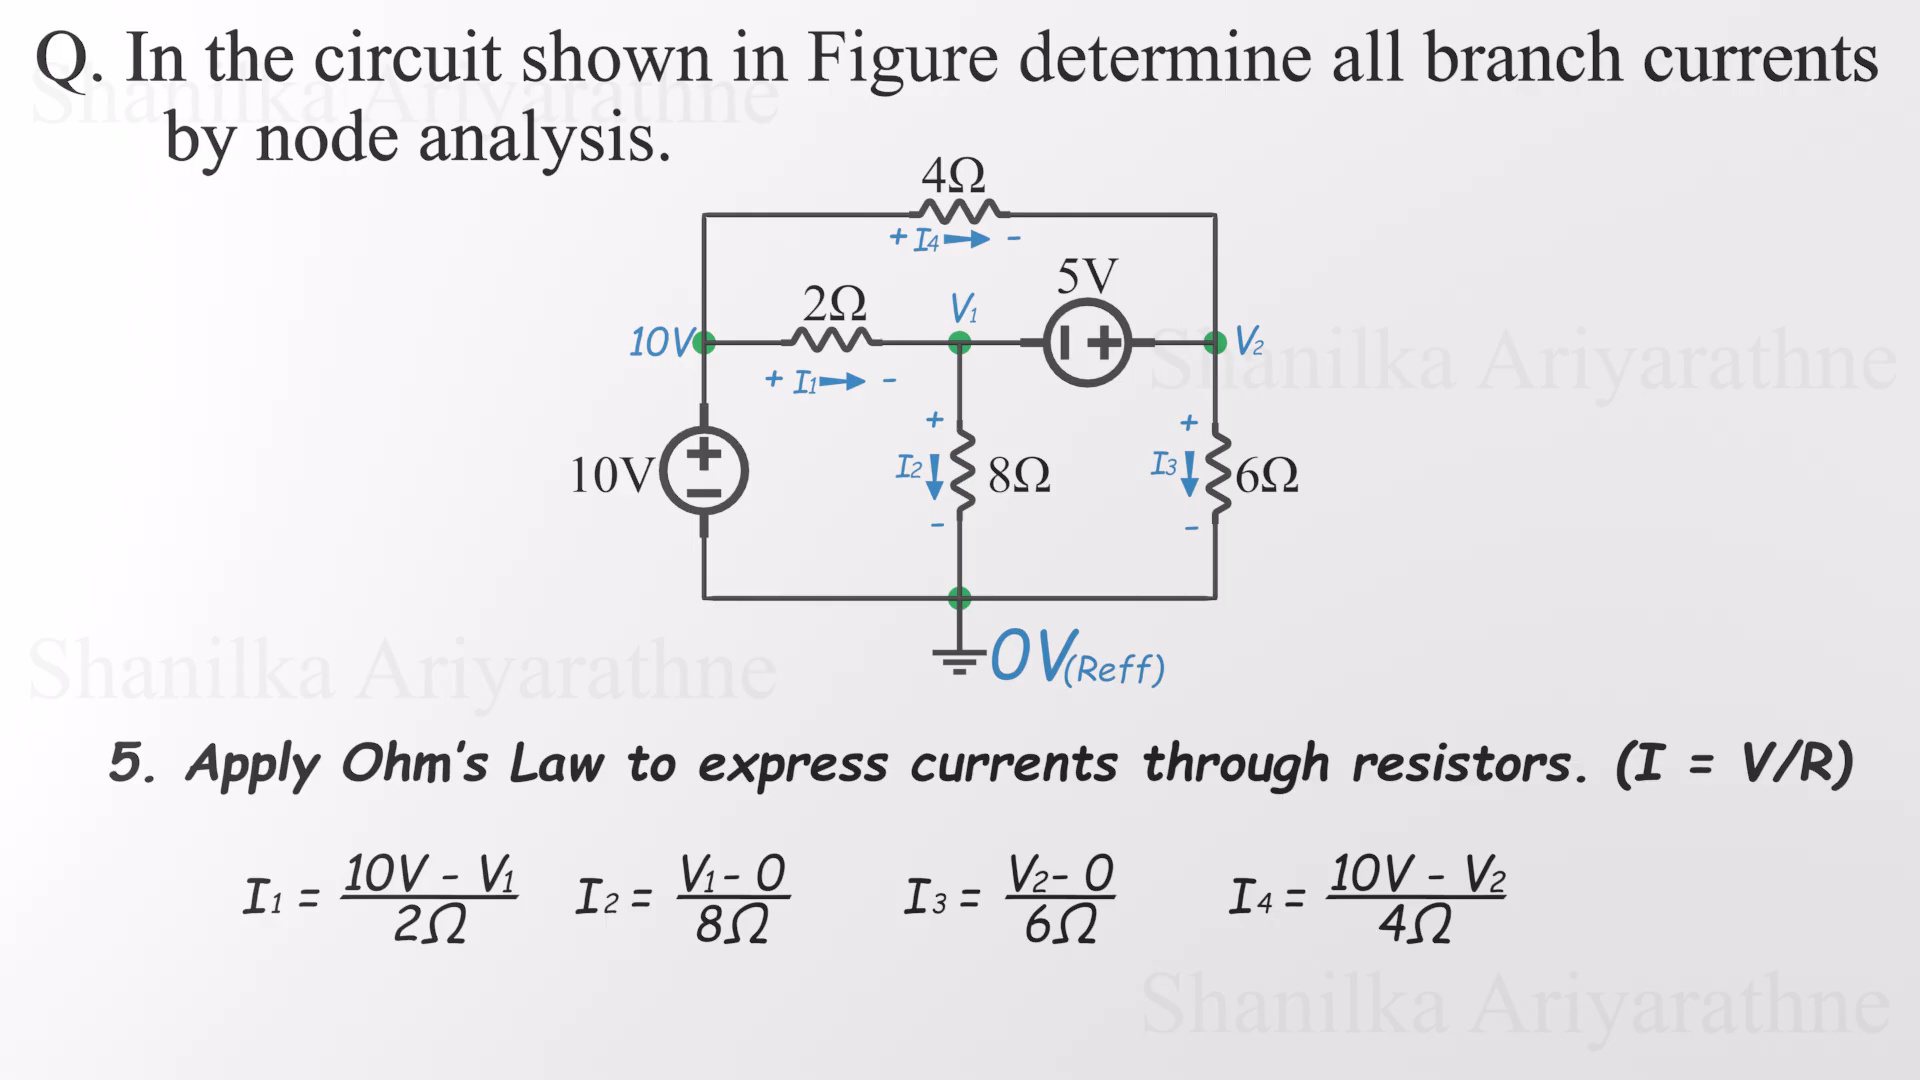 Q. In the circuit shown in Figure determine all branch currents
by node analysis.
Shanilka Ariyarathne
4Ω
+ I4 -
5V
2Ω
V1
10V
V2
Shanilka Ariyarathne
+ I1 -
+
+
10V
+
I2
8Ω
I3
6Ω
-
-
0V(Reff)
Shanilka Ariyarathne
5. Apply Ohm's Law to express currents through resistors. (I = V/R)
I1 = 10V - V1 / 2Ω I2 = V1 - 0 / 8Ω I3 = V2 - 0 / 6Ω I4 = 10V - V2 / 4Ω
Shanilka Ariyarathne